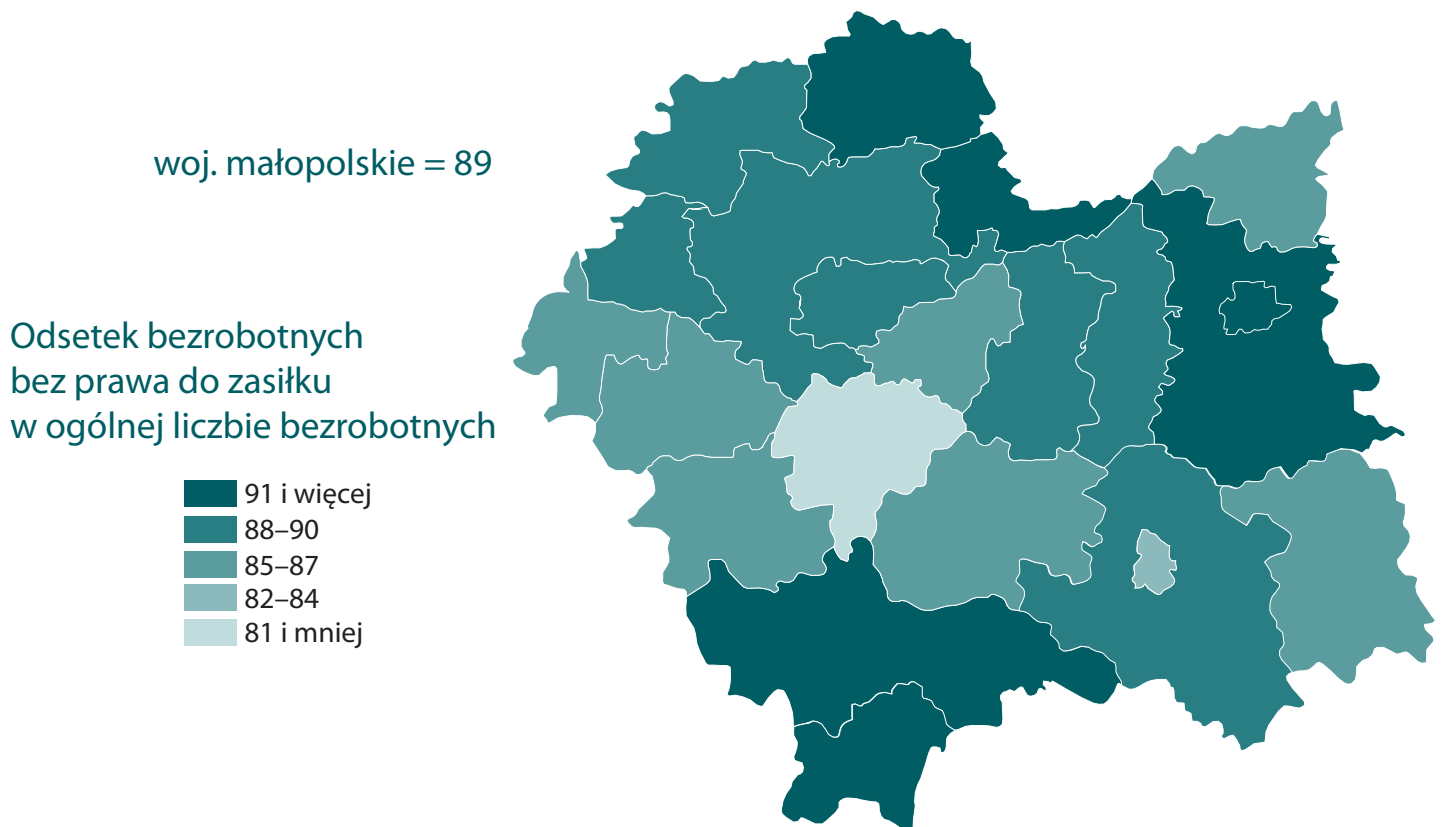 woj. małopolskie = 89
Odsetek bezrobotnych
bez prawa do zasiłku
w ogólnej liczbie bezrobotnych
91 i więcej
88–90
85–87
82–84
81 i mniej